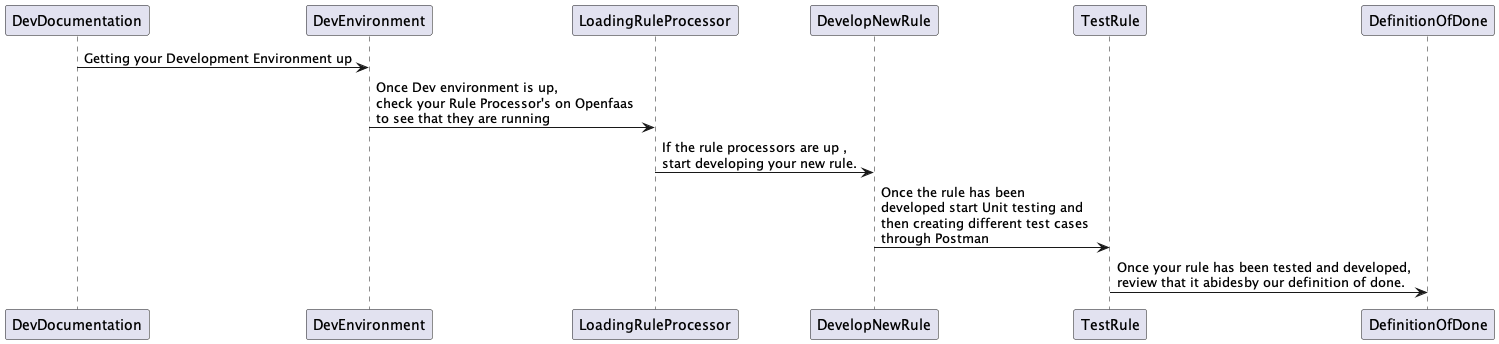 DevDocumentation
DevEnvironment
LoadingRuleProcessor
DevelopNewRule
TestRule
DefinitionOfDone
Getting your Development Environment up
Once Dev environment is up,
check your Rule Processor's on Openfaas
to see that they are running
If the rule processors are up ,
start developing your new rule.
Once the rule has been
developed start Unit testing and
then creating different test cases
through Postman
Once your rule has been tested and developed,
review that it abidesby our definition of done.
DevDocumentation
DevEnvironment
LoadingRuleProcessor
DevelopNewRule
TestRule
DefinitionOfDone